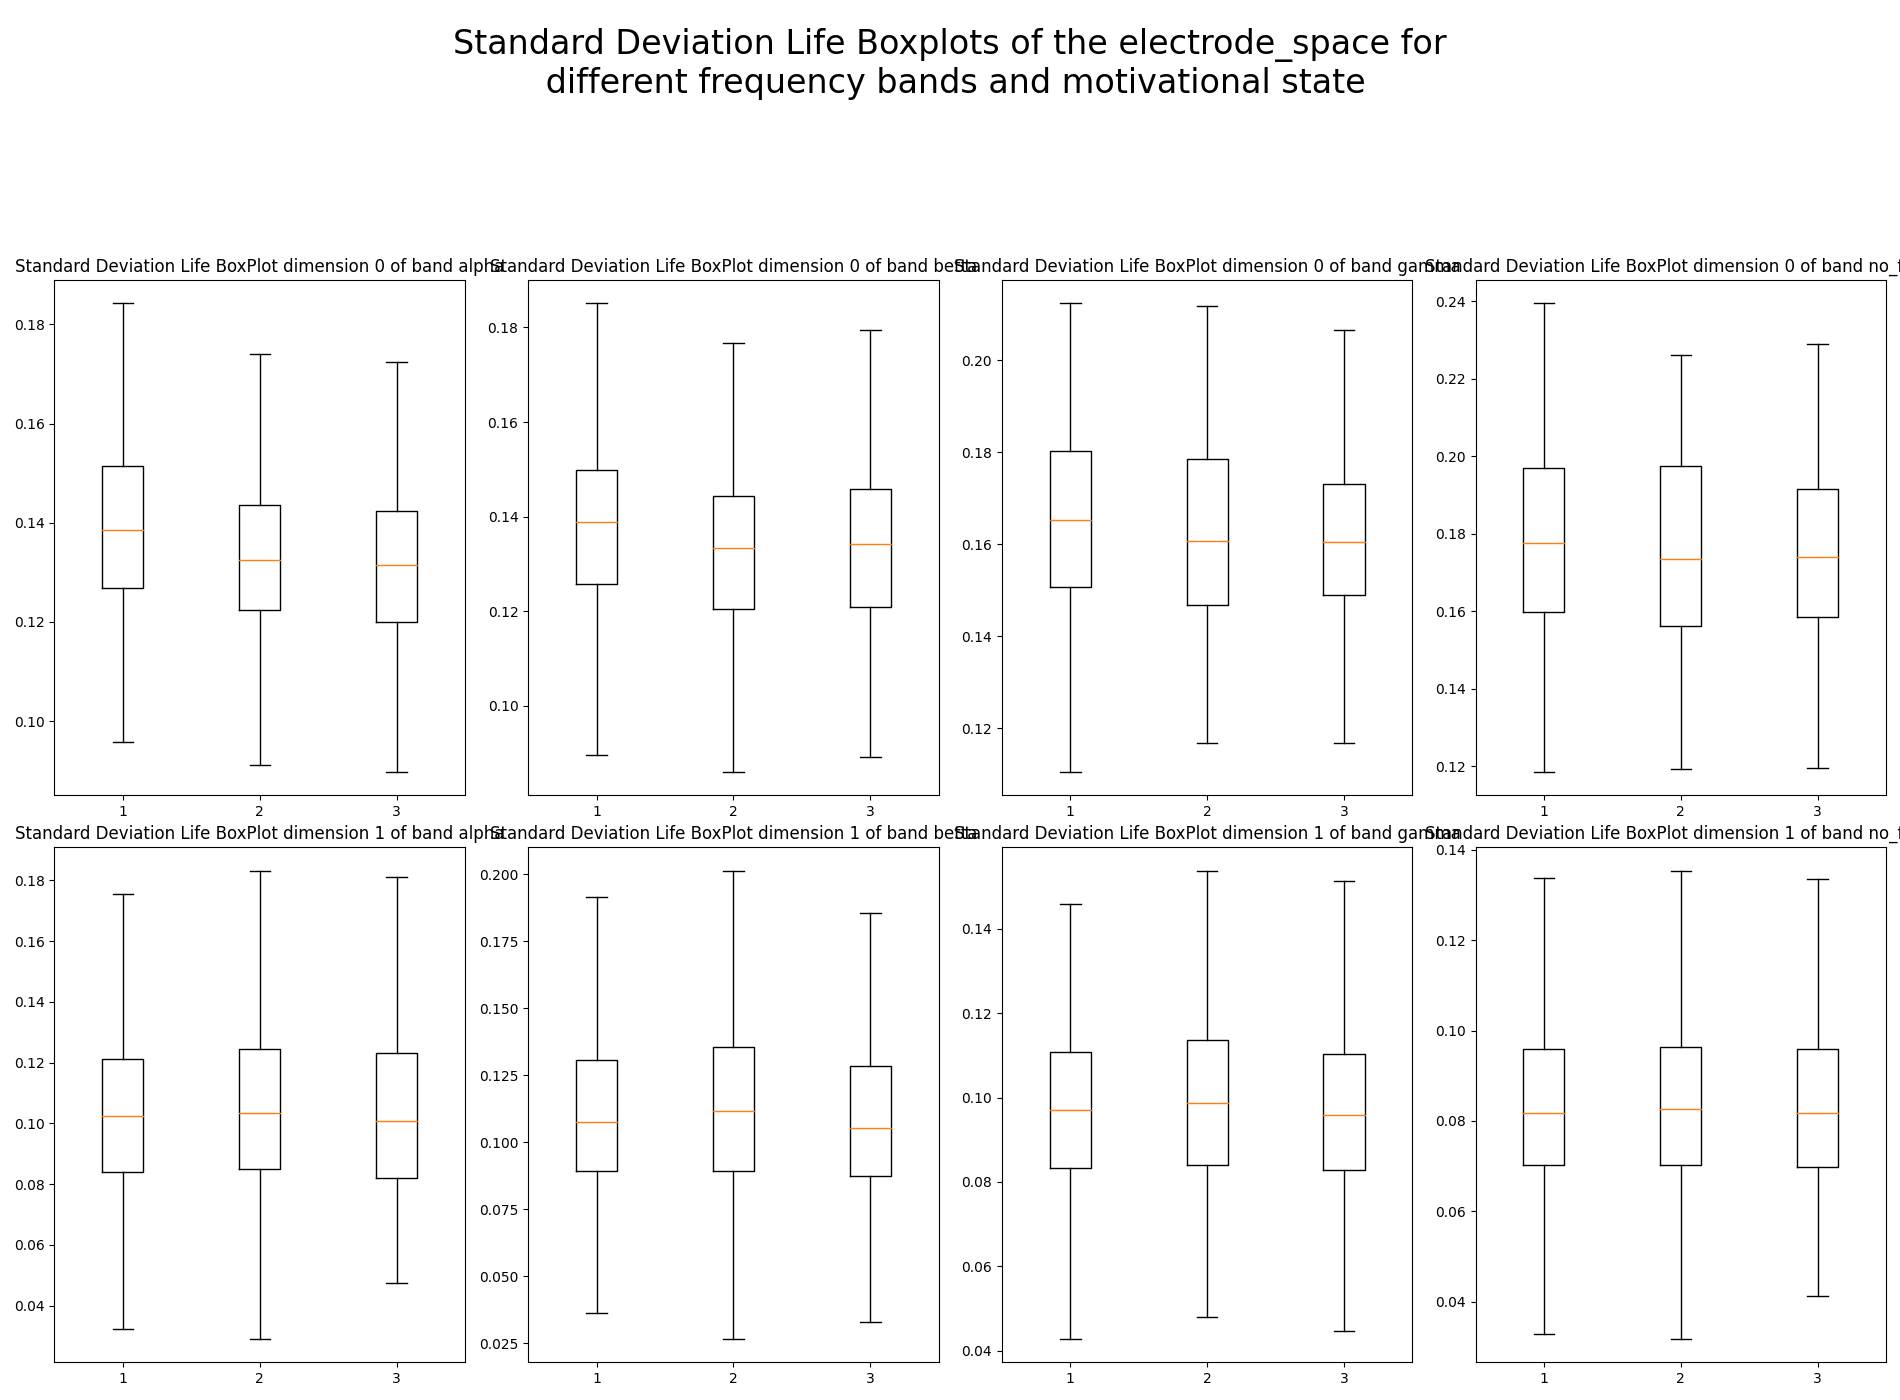 Standard Deviation Life Boxplots of the electrode_space for
different frequency bands and motivational state
Standard Deviation Life BoxPlot dimension 0 of band alpha
Standard Deviation Life BoxPlot dimension 0 of band beta
Standard Deviation Life BoxPlot dimension 0 of band gamma
Standard Deviation Life BoxPlot dimension 0 of band no_f
0.18
0.16
0.14
0.12
0.10
1 2 3
0.18
0.16
0.14
0.12
0.10
1 2 3
0.20
0.18
0.16
0.14
0.12
1 2 3
0.24
0.22
0.20
0.18
0.16
0.14
0.12
1 2 3
Standard Deviation Life BoxPlot dimension 1 of band alpha
Standard Deviation Life BoxPlot dimension 1 of band beta
Standard Deviation Life BoxPlot dimension 1 of band gamma
Standard Deviation Life BoxPlot dimension 1 of band no_f
0.18
0.16
0.14
0.12
0.10
0.08
0.06
0.04
1 2 3
0.200
0.175
0.150
0.125
0.100
0.075
0.050
0.025
1 2 3
0.14
0.12
0.10
0.08
0.06
0.04
1 2 3
0.14
0.12
0.10
0.08
0.06
0.04
1 2 3